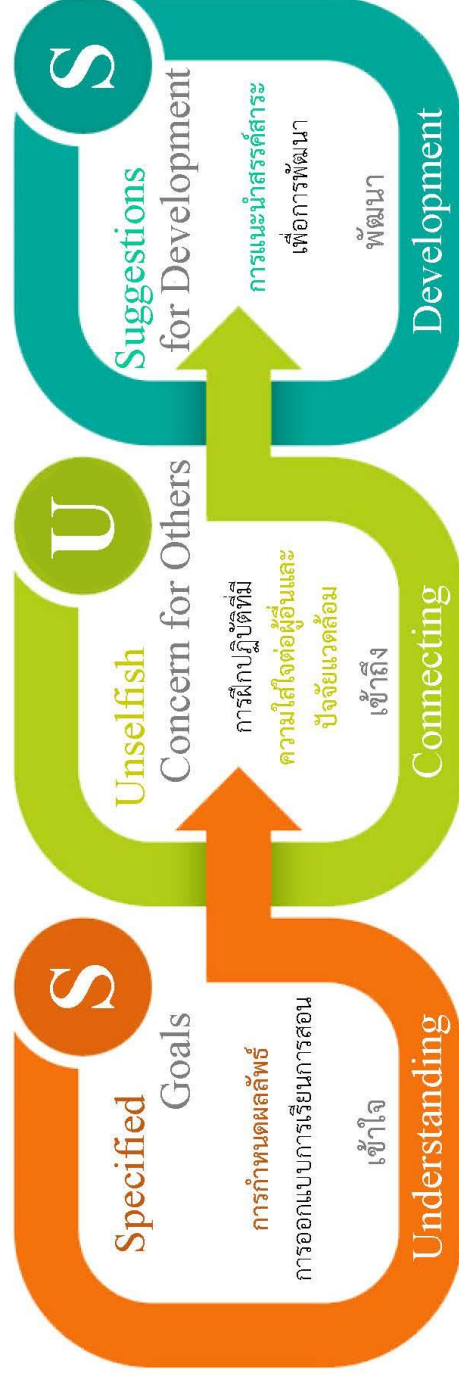 S
Specified
Goals
การกำหนดผลลัพธ์
การออกแบบการเรียนการสอน
เข้าใจ
Understanding
U
Unselfish
Concern for Others
การฝึกปฏิบัติที่มี
ความใส่ใจต่อผู้อื่นและ
ปัจจัยแวดล้อม
เข้าถึง
Connecting
S
Suggestions
for Development
การแนะนำสรรค์สาระ
เพื่อการพัฒนา
พัฒนา
Development